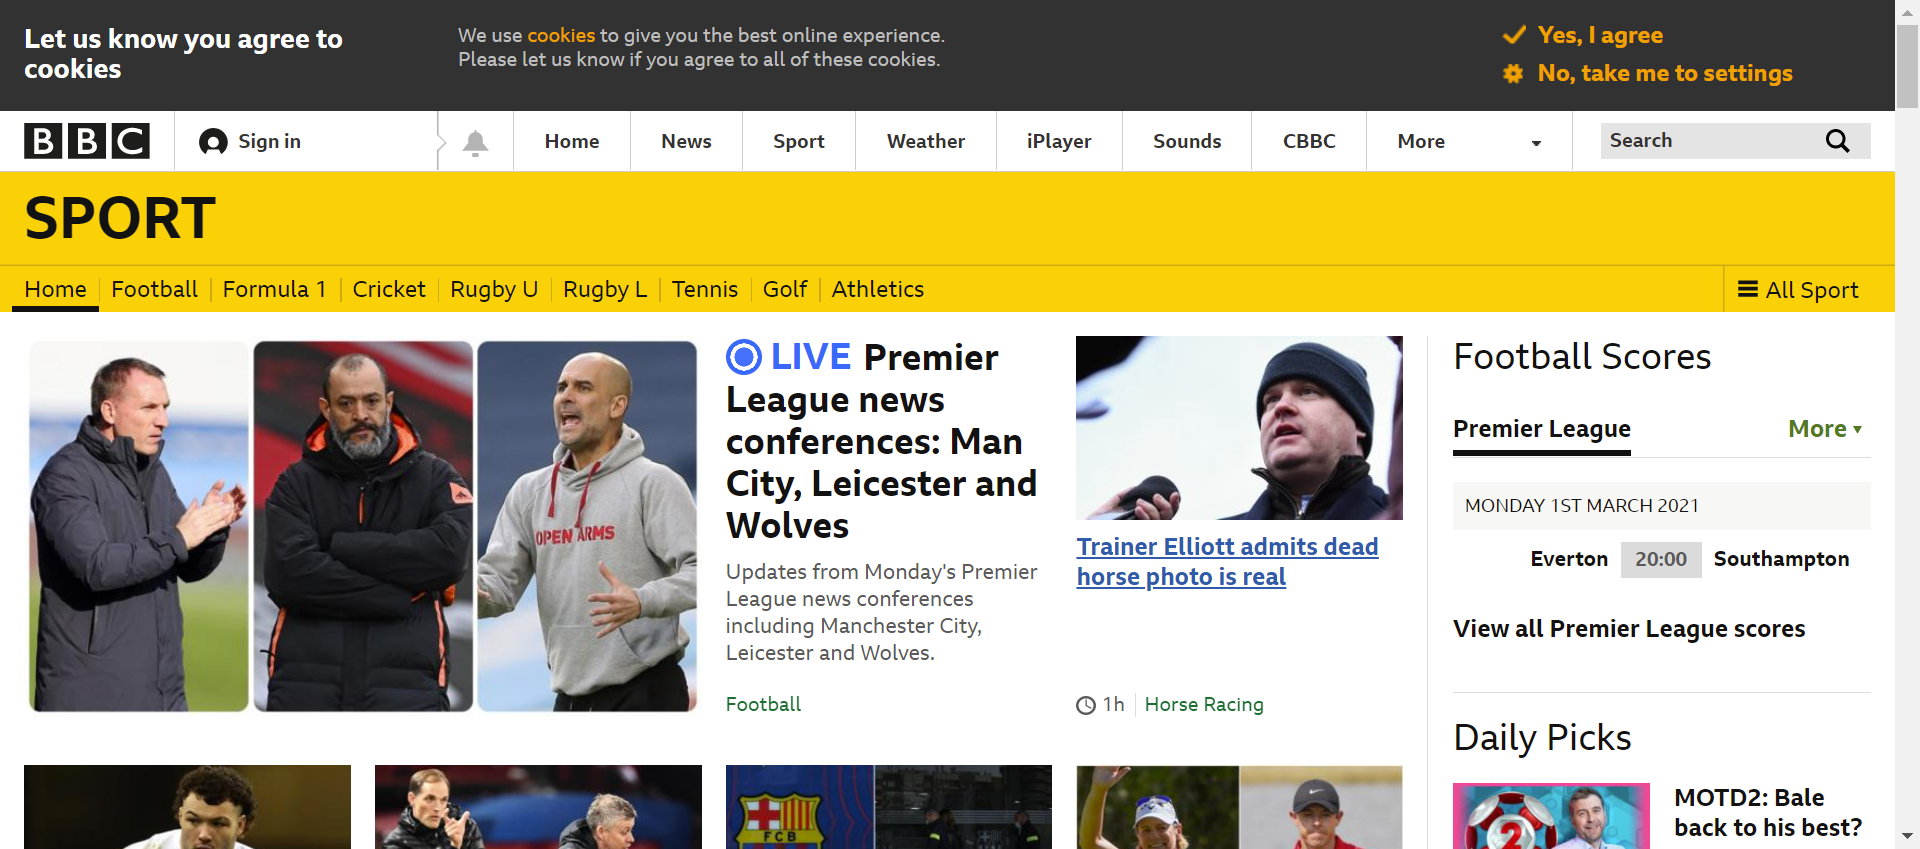 Let us know you agree to
cookies
We use cookies to give you the best online experience.
Please let us know if you agree to all of these cookies.
Yes, I agree
No, take me to settings
BBC
Sign in
Home
News
Sport
Weather
iPlayer
Sounds
CBBC
More
Search
SPORT
Home
Football
Formula 1
Cricket
Rugby U
Rugby L
Tennis
Golf
Athletics
All Sport
OPEN ARMS
LIVE Premier
League news
conferences: Man
City, Leicester and
Wolves
Updates from Monday's Premier
League news conferences
including Manchester City,
Leicester and Wolves.
Football
Trainer Elliott admits dead
horse photo is real
1h
Horse Racing
Football Scores
Premier League
More
MONDAY 1ST MARCH 2021
Everton 20:00 Southampton
View all Premier League scores
Daily Picks
FCB
2
MOTD2: Bale
back to his best?